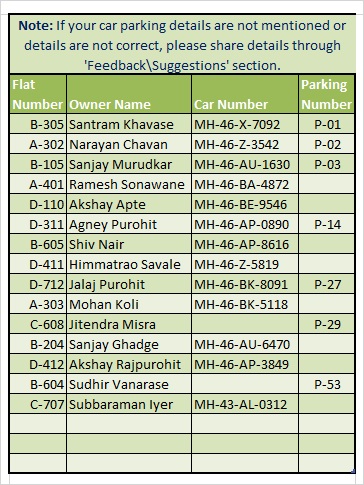 Note: If your car parking details are not mentioned or
details are not correct, please share details through
'Feedback\Suggestions' section.
Flat Number Owner Name Car Number Parking Number
B-305 Santram Khavase MH-46-X-7092 P-01
A-302 Narayan Chavan MH-46-Z-3542 P-02
B-105 Sanjay Murudkar MH-46-AU-1630 P-03
A-401 Ramesh Sonawane MH-46-BA-4872
D-110 Akshay Apte MH-46-BE-9546
D-311 Agney Purohit MH-46-AP-0890 P-14
B-605 Shiv Nair MH-46-AP-8616
D-411 Himmatrao Savale MH-46-Z-5819
D-712 Jalaj Purohit MH-46-BK-8091 P-27
A-303 Mohan Koli MH-46-BK-5118
C-608 Jitendra Misra P-29
B-204 Sanjay Ghadge MH-46-AU-6470
D-412 Akshay Rajpurohit MH-46-AP-3849
B-604 Sudhir Vanarase P-53
C-707 Subbaraman Iyer MH-43-AL-0312